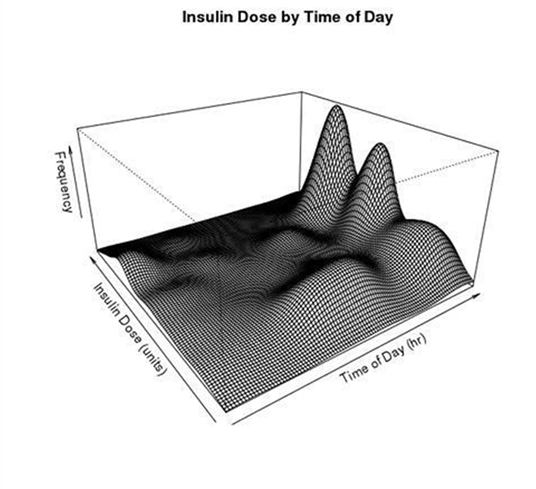 Insulin Dose by Time of Day
Frequency
Insulin Dose (units)
Time of Day (hr)